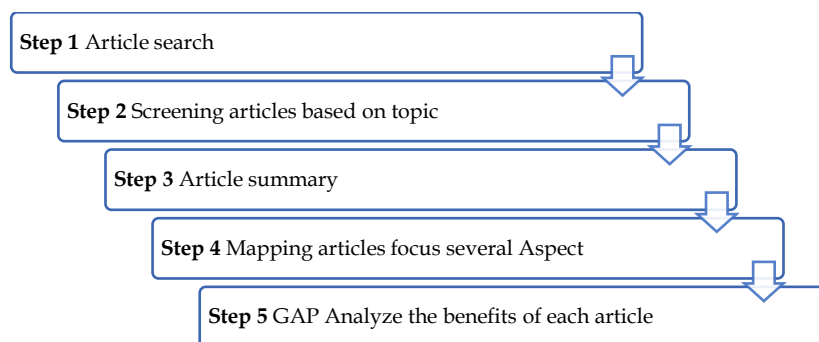 Step 1 Article search
Step 2 Screening articles based on topic
Step 3 Article summary
Step 4 Mapping articles focus several Aspect
Step 5 GAP Analyze the benefits of each article